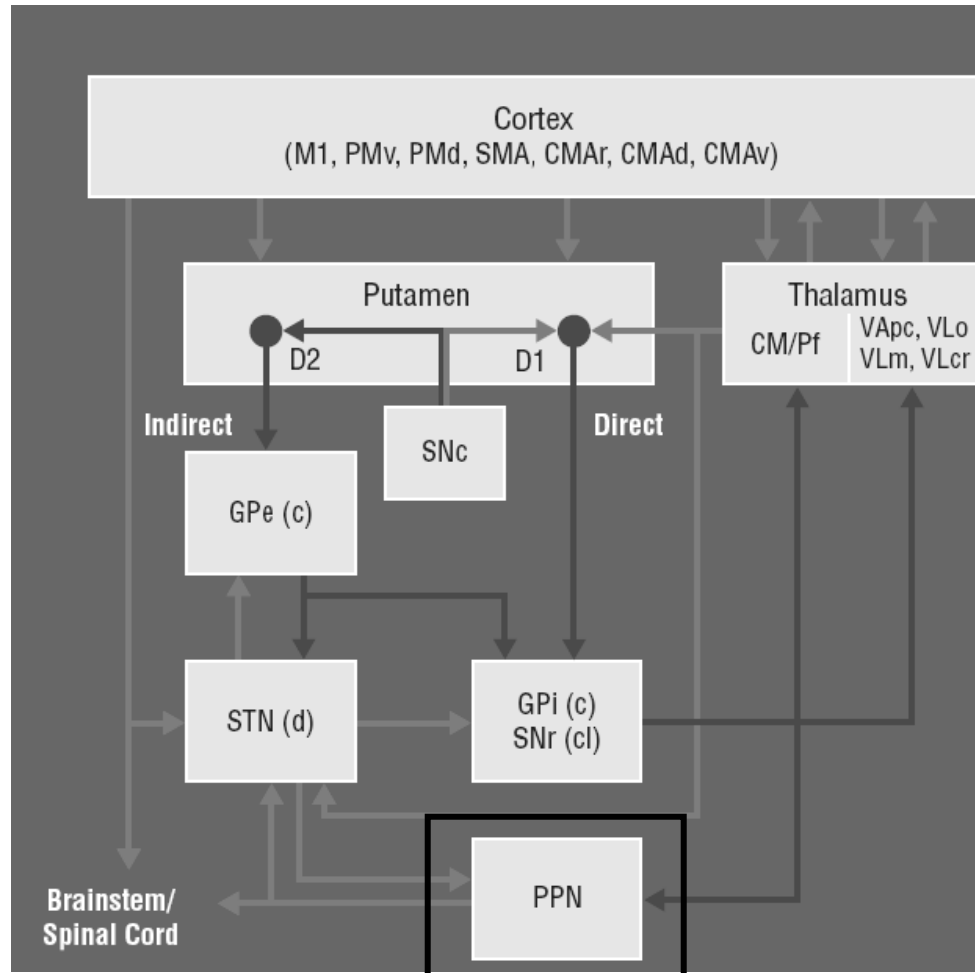 Cortex
(M1, PMv, PMd, SMA, CMAr, CMAd, CMAv)
Putamen
D2
D1
Thalamus
CM/Pf
VApc, VLo
VLm, VLcr
Indirect
SNc
Direct
GPe (c)
STN (d)
GPi (c)
SNr (cl)
PPN
Brainstem/
Spinal Cord